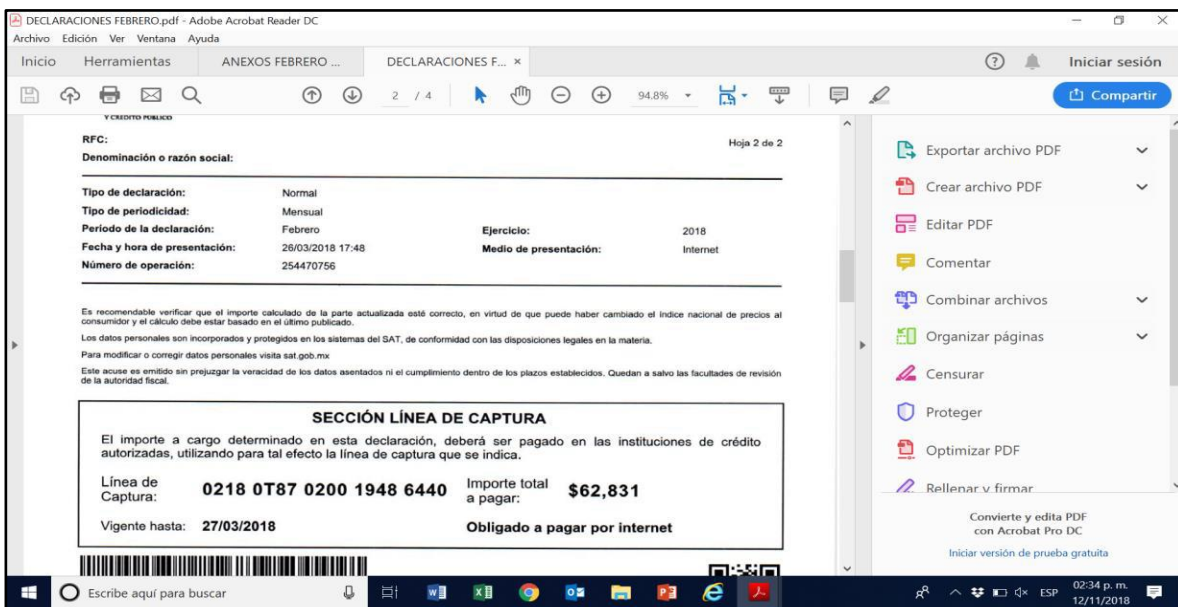 DECLARACIONES FEBRERO.pdf - Adobe Acrobat Reader DC
Archivo Edición Ver Ventana Ayuda
Inicio Herramientas ANEXOS FEBRERO ... DECLARACIONES F... × Iniciar sesión
2 / 4 94.8% Compartir
Y CRÉDITO PÚBLICO
RFC: Hoja 2 de 2
Denominación o razón social:
Tipo de declaración: Normal
Tipo de periodicidad: Mensual
Período de la declaración: Febrero Ejercicio: 2018
Fecha y hora de presentación: 26/03/2018 17:48 Medio de presentación: Internet
Número de operación: 254470756
Es recomendable verificar que el importe calculado de la parte actualizada esté correcto, en virtud de que puede haber cambiado el índice nacional de precios al
consumidor y el cálculo debe estar basado en el último publicado.
Los datos personales son incorporados y protegidos en los sistemas del SAT, de conformidad con las disposiciones legales en la materia.
Para modificar o corregir datos personales visita sat.gob.mx
Este acuse es emitido sin prejuzgar la veracidad de los datos asentados ni el cumplimiento dentro de los plazos establecidos. Quedan a salvo las facultades de revisión
de la autoridad fiscal.
SECCIÓN LÍNEA DE CAPTURA
El importe a cargo determinado en esta declaración, deberá ser pagado en las instituciones de crédito
autorizadas, utilizando para tal efecto la línea de captura que se indica.
Línea de
Captura: 0218 0T87 0200 1948 6440 Importe total
a pagar: $62,831
Vigente hasta: 27/03/2018 Obligado a pagar por internet
Exportar archivo PDF
Crear archivo PDF
Editar PDF
Comentar
Combinar archivos
Organizar páginas
Censurar
Proteger
Optimizar PDF
Rellenar y firmar
Convierte y edita PDF
con Acrobat Pro DC
Iniciar versión de prueba gratuita
Escribe aquí para buscar
ESP
02:34 p. m.
12/11/2018